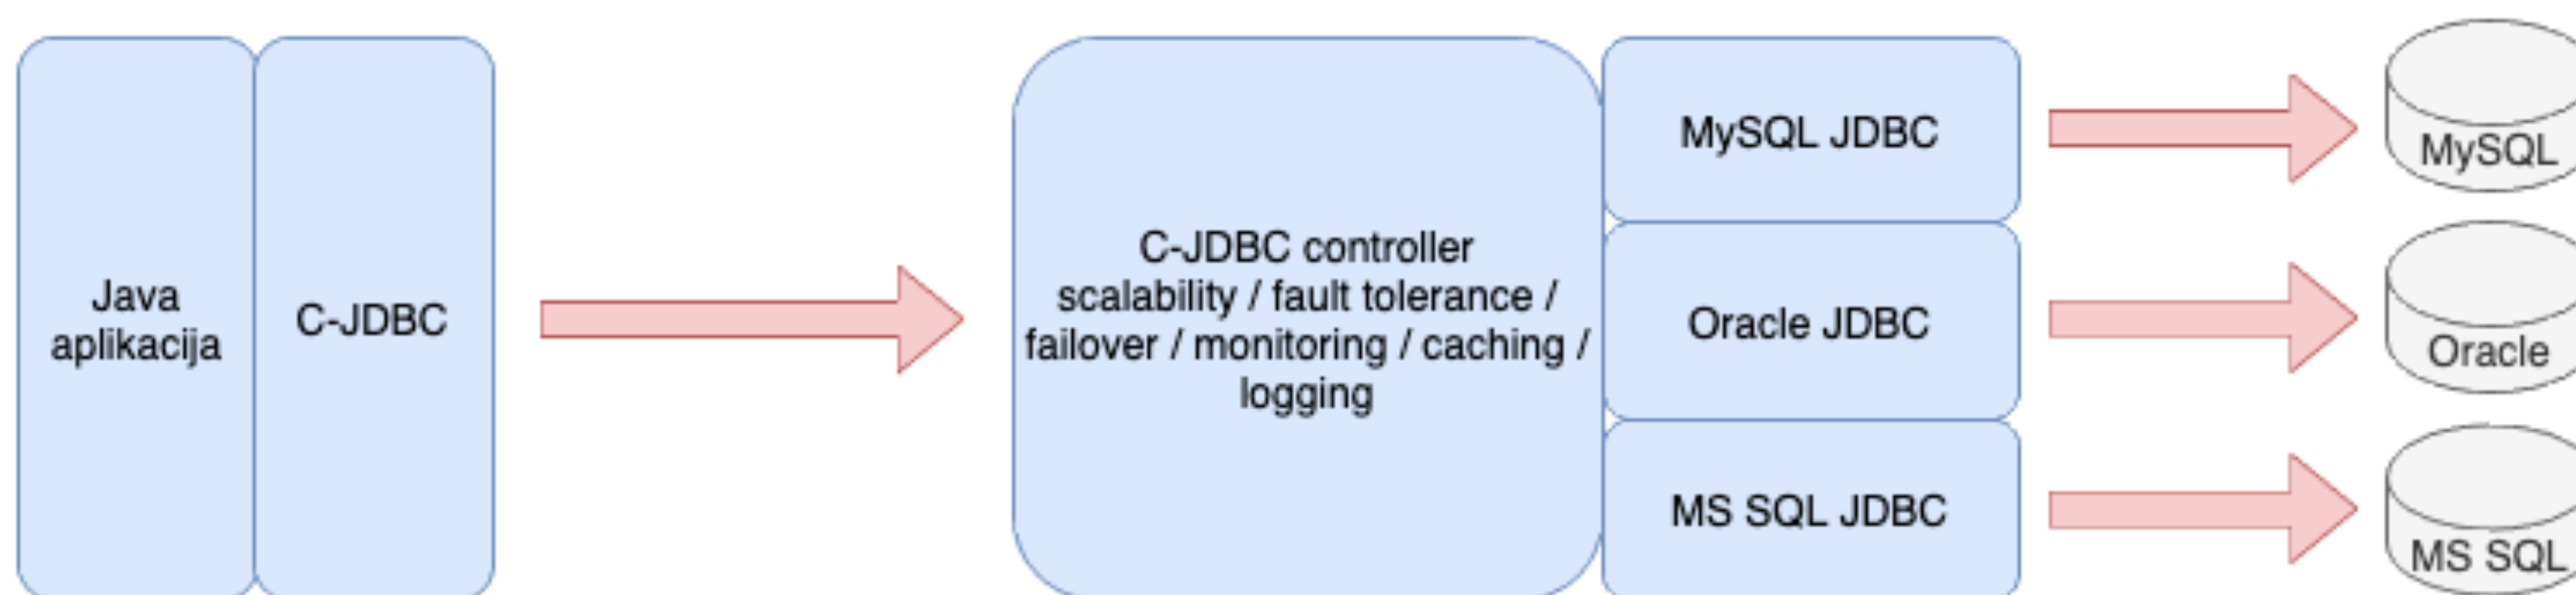 Java
aplikacija
C-JDBC
C-JDBC controller
scalability / fault tolerance /
failover / monitoring / caching /
logging
MySQL JDBC
Oracle JDBC
MS SQL JDBC
MySQL
Oracle
MS SQL